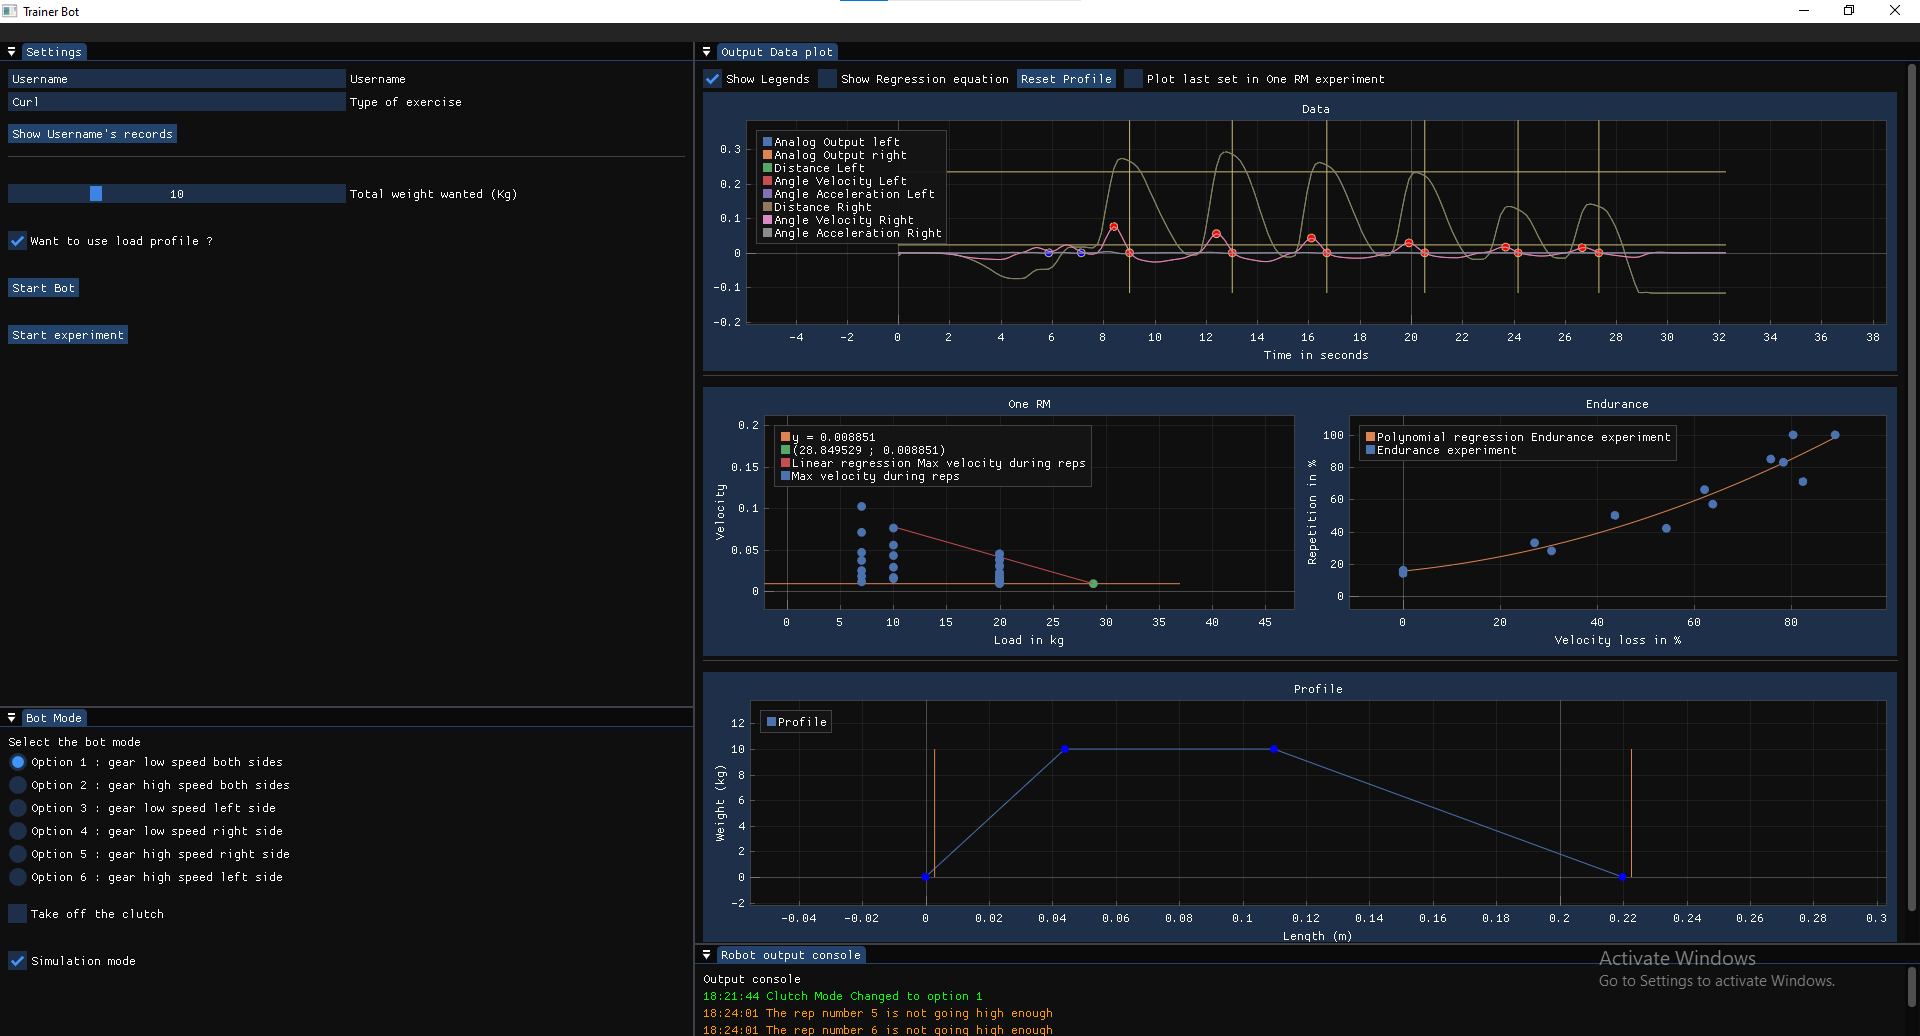 Trainer Bot
Settings
Username Username
Curl Type of exercise
Show Username's records
10 Total weight wanted (Kg)
Want to use load profile ?
Start Bot
Start experiment
Bot Mode
Select the bot mode
Option 1 : gear low speed both sides
Option 2 : gear high speed both sides
Option 3 : gear low speed left side
Option 4 : gear low speed right side
Option 5 : gear high speed right side
Option 6 : gear high speed left side
Take off the clutch
Simulation mode
Output Data plot
Show Legends Show Regression equation Reset Profile Plot last set in One RM experiment
Data
Analog Output left
Analog Output right
Distance Left
Angle Velocity Left
Angle Acceleration Left
Distance Right
Angle Velocity Right
Angle Acceleration Right
0.3
0.2
0.1
0
-0.1
-0.2
-4 -2 0 2 4 6 8 10 12 14 16 18 20 22 24 26 28 30 32 34 36 38
Time in seconds
One RM
y = 0.008851
(28.849529 ; 0.008851)
Linear regression Max velocity during reps
Max velocity during reps
Velocity
0.2
0.15
0.1
0.05
0
0 5 10 15 20 25 30 35 40 45
Load in kg
Endurance
Polynomial regression Endurance experiment
Endurance experiment
Repetition in %
100
80
60
40
20
0
0 20 40 60 80
Velocity loss in %
Profile
Profile
Weight (kg)
12
10
8
6
4
2
0
-2
-0.04 -0.02 0 0.02 0.04 0.06 0.08 0.1 0.12 0.14 0.16 0.18 0.2 0.22 0.24 0.26 0.28 0.3
Length (m)
Robot output console
Output console
18:21:44 Clutch Mode Changed to option 1
18:24:01 The rep number 5 is not going high enough
18:24:01 The rep number 6 is not going high enough
Activate Windows
Go to Settings to activate Windows.